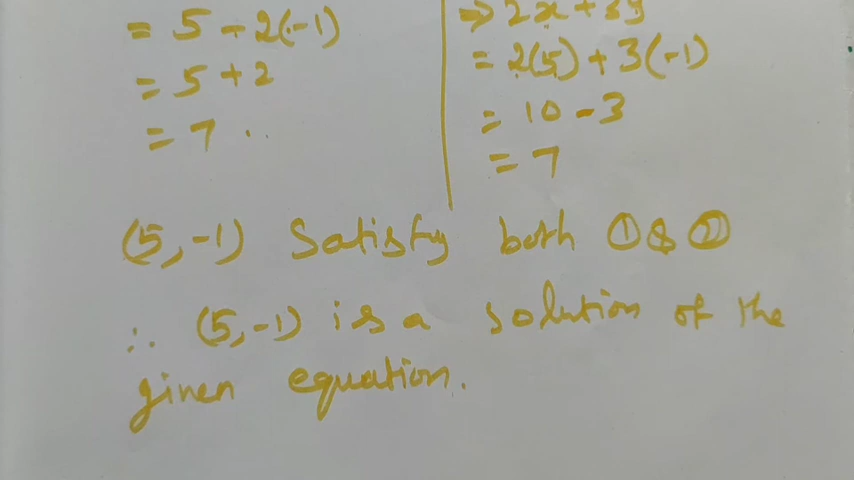 = 5 - 2(-1)
= 5 + 2
= 7 ..
⇒ 2x + 3y
= 2(5) + 3(-1)
= 10 - 3
= 7
(5, -1) Satisfy both ① & ②
∴ (5, -1) is a solution of the
given equation.